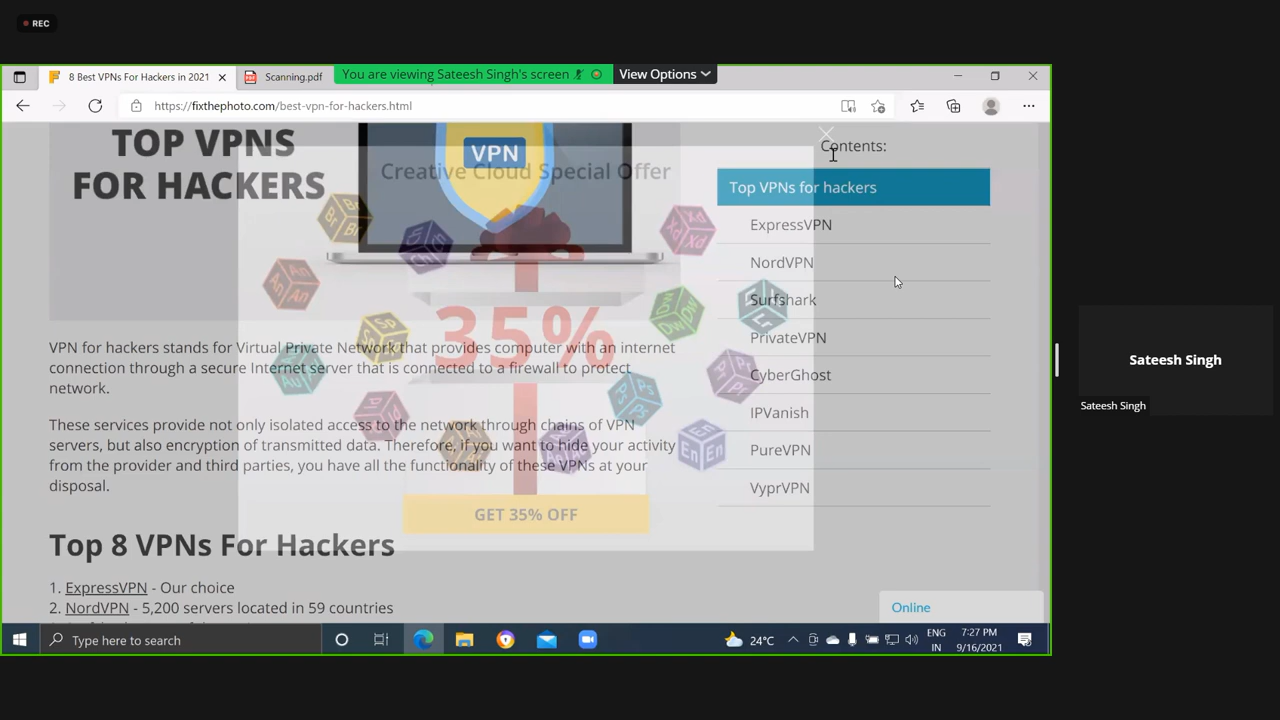 REC
8 Best VPNs For Hackers in 2021
Scanning.pdf
You are viewing Sateesh Singh's screen
View Options
https://fixthephoto.com/best-vpn-for-hackers.html
TOP VPNS
FOR HACKERS
VPN
Creative Cloud Special Offer
35%
GET 35% OFF
VPN for hackers stands for Virtual Private Network that provides computer with an internet
connection through a secure Internet server that is connected to a firewall to protect
network.
These services provide not only isolated access to the network through chains of VPN
servers, but also encryption of transmitted data. Therefore, if you want to hide your activity
from the provider and third parties, you have all the functionality of these VPNs at your
disposal.
Top 8 VPNs For Hackers
1. ExpressVPN - Our choice
2. NordVPN - 5,200 servers located in 59 countries
Contents:
Top VPNs for hackers
ExpressVPN
NordVPN
Surfshark
PrivateVPN
CyberGhost
IPVanish
PureVPN
VyprVPN
Online
Type here to search
24°C
ENG
IN
7:27 PM
9/16/2021
Sateesh Singh
Sateesh Singh